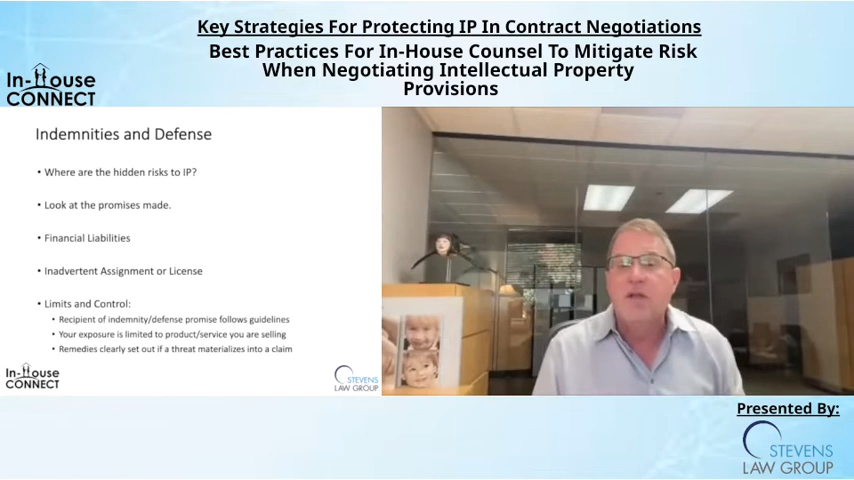 Key Strategies For Protecting IP In Contract Negotiations
Best Practices For In-House Counsel To Mitigate Risk
When Negotiating Intellectual Property
Provisions
In-House
CONNECT
Indemnities and Defense
• Where are the hidden risks to IP?
• Look at the promises made.
• Financial Liabilities
• Inadvertent Assignment or License
• Limits and Control:
• Recipient of indemnity/defense promise follows guidelines
• Your exposure is limited to product/service you are selling
• Remedies clearly set out if a threat materializes into a claim
In-House
CONNECT
STEVENS
LAW GROUP
Presented By:
STEVENS
LAW GROUP